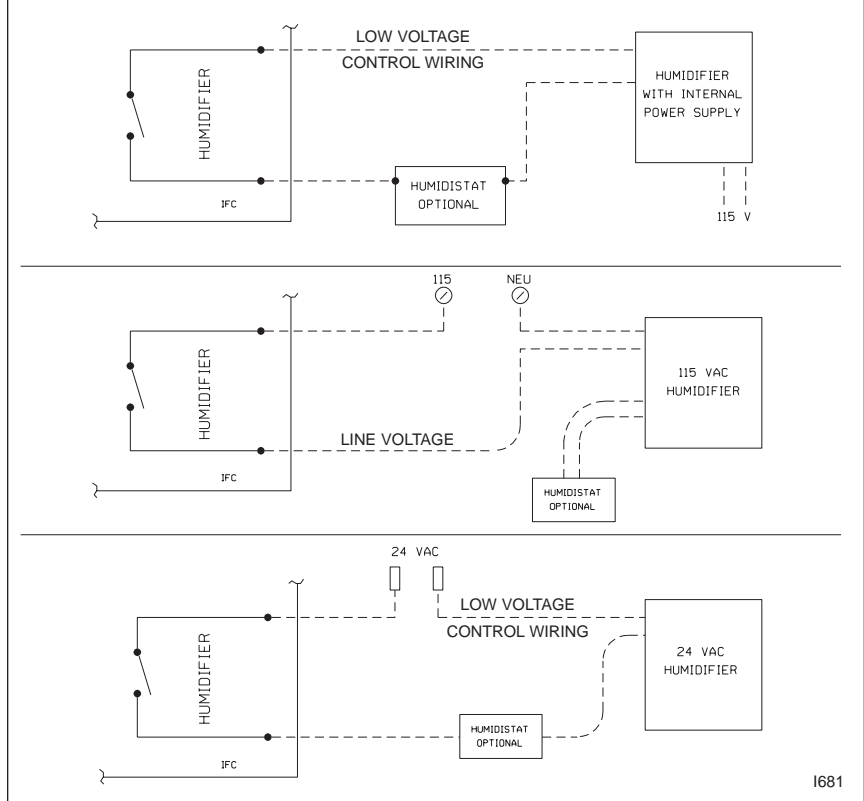 LOW VOLTAGE
CONTROL WIRING
HUMIDIFIER
HUMIDIFIER
WITH INTERNAL
POWER SUPPLY
HUMIDISTAT
OPTIONAL
IFC
115 V
115
NEU
HUMIDIFIER
115 VAC
HUMIDIFIER
LINE VOLTAGE
IFC
HUMIDISTAT
OPTIONAL
24 VAC
LOW VOLTAGE
CONTROL WIRING
HUMIDIFIER
24 VAC
HUMIDIFIER
HUMIDISTAT
OPTIONAL
IFC
I681